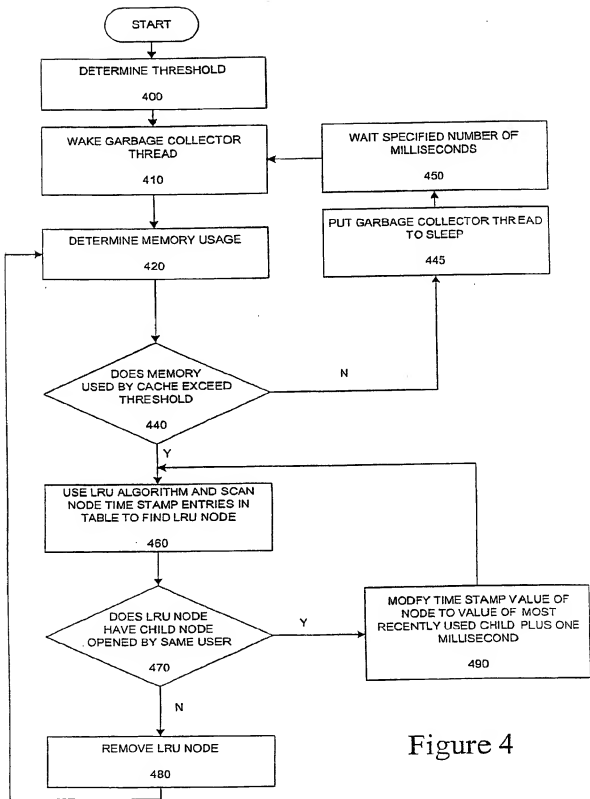 START
DETERMINE THRESHOLD
400
WAKE GARBAGE COLLECTOR
THREAD
410
WAIT SPECIFIED NUMBER OF
MILLISECONDS
450
PUT GARBAGE COLLECTOR THREAD
TO SLEEP
445
DETERMINE MEMORY USAGE
420
DOES MEMORY
USED BY CACHE EXCEED
THRESHOLD
440
N
Y
USE LRU ALGORITHM AND SCAN
NODE TIME STAMP ENTRIES IN
TABLE TO FIND LRU NODE
460
DOES LRU NODE
HAVE CHILD NODE
OPENED BY SAME USER
470
Y
MODFY TIME STAMP VALUE OF
NODE TO VALUE OF MOST
RECENTLY USED CHILD PLUS ONE
MILLISECOND
490
N
REMOVE LRU NODE
480
Figure 4